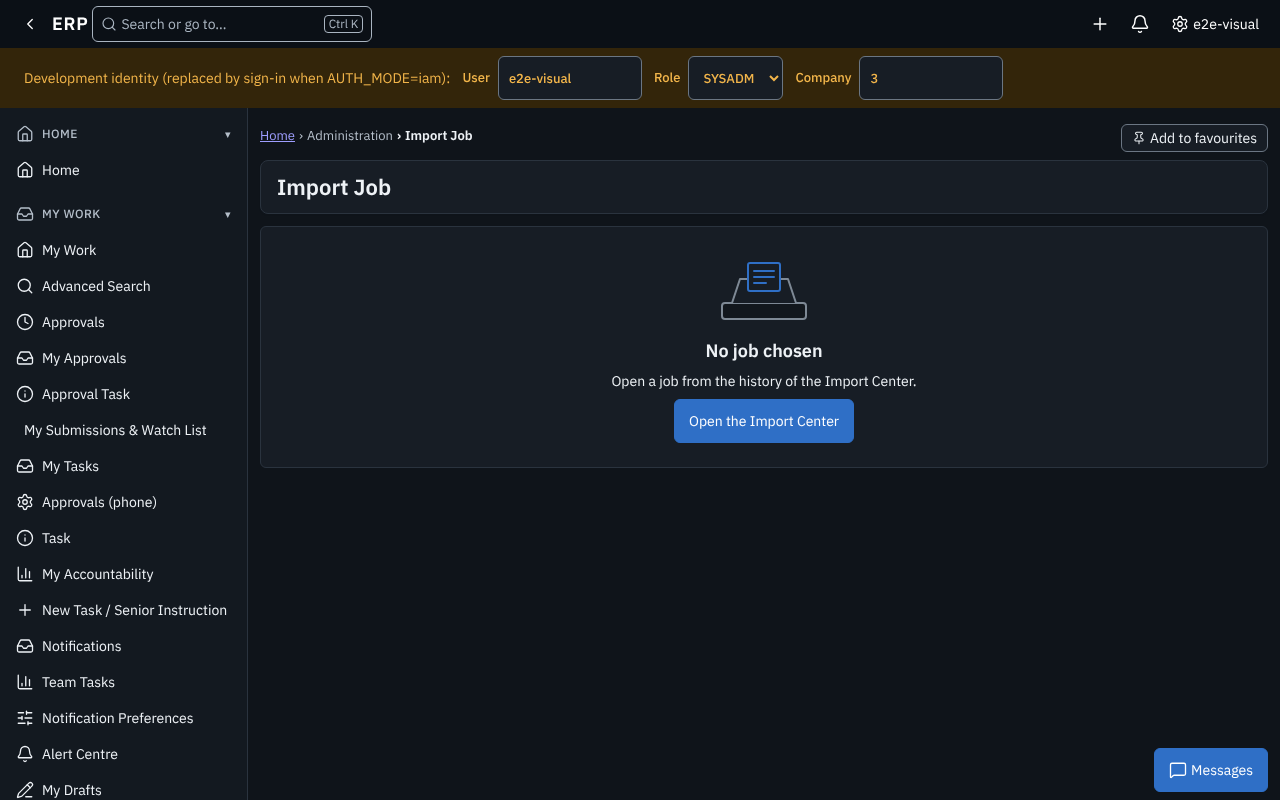 ERP
Search or go to...
Ctrl K
e2e-visual
Development identity (replaced by sign-in when AUTH_MODE=iam):
User
e2e-visual
Role
SYSADM
Company
3
HOME
Home
MY WORK
My Work
Advanced Search
Approvals
My Approvals
Approval Task
My Submissions & Watch List
My Tasks
Approvals (phone)
Task
My Accountability
New Task / Senior Instruction
Notifications
Team Tasks
Notification Preferences
Alert Centre
My Drafts
Home › Administration › Import Job
Add to favourites
Import Job
No job chosen
Open a job from the history of the Import Center.
Open the Import Center
Messages